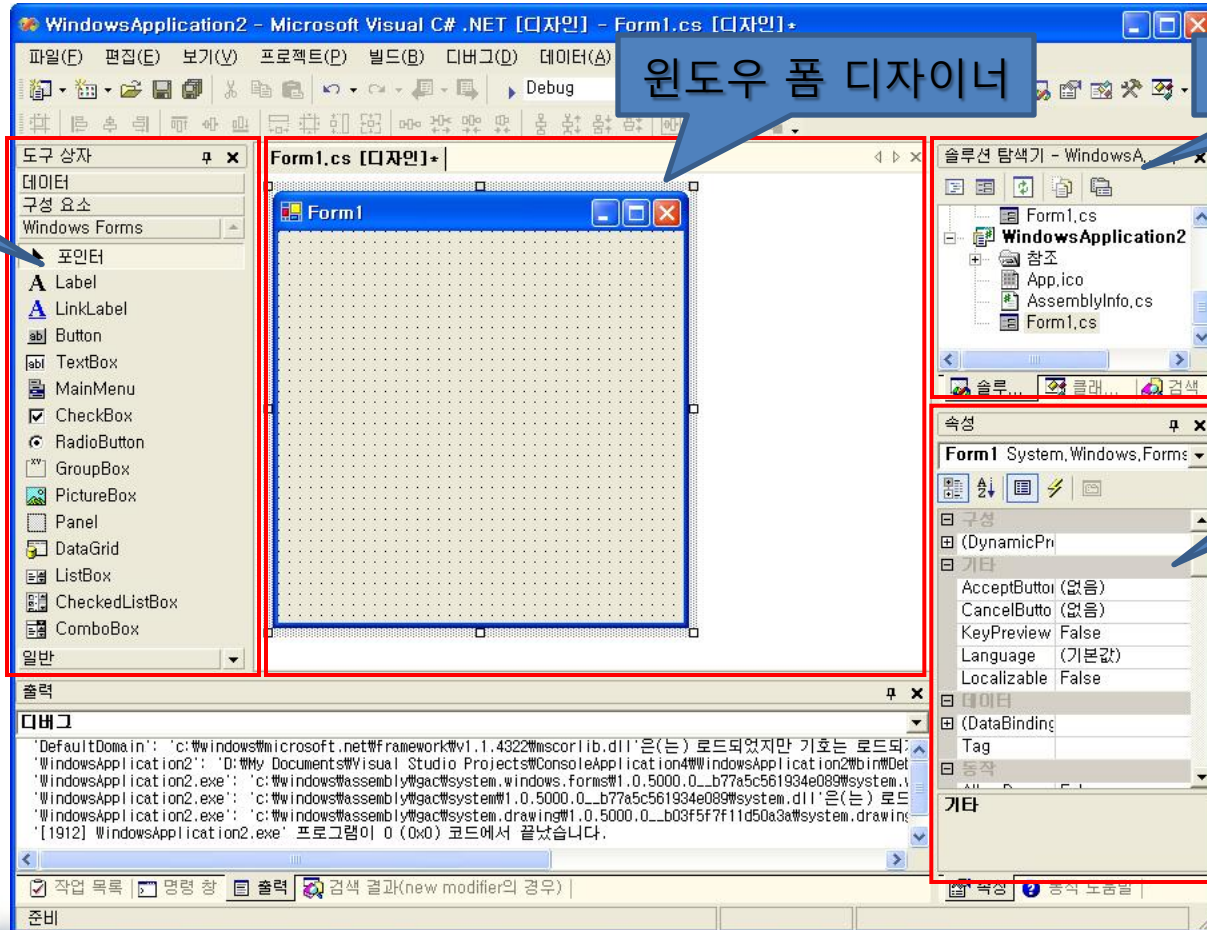 WindowsApplication2 - Microsoft Visual C# .NET [디자인] - Form1.cs [디자인]*
파일(F) 편집(E) 보기(V) 프로젝트(P) 빌드(B) 디버그(D) 데이터(A)
윈도우 폼 디자이너
Debug
도구 상자
데이터
구성 요소
Windows Forms
포인터
Label
LinkLabel
Button
TextBox
MainMenu
CheckBox
RadioButton
GroupBox
PictureBox
Panel
DataGrid
ListBox
CheckedListBox
ComboBox
일반
Form1.cs [디자인]*
Form1
솔루션 탐색기 - WindowsA...
Form1.cs
WindowsApplication2
참조
App.ico
AssemblyInfo.cs
Form1.cs
솔루... 클래... 검색
속성
Form1 System.Windows.Forms
구성
(DynamicPr
기타
AcceptButton (없음)
CancelButto (없음)
KeyPreview False
Language (기본값)
Localizable False
데이터
(DataBinding
Tag
동작
기타
속성 동적 도움말
출력
디버그
'DefaultDomain': 'c:₩windows₩microsoft.net₩framework₩v1.1.4322₩mscorlib.dll'은(는) 로드되었지만 기호는 로드되
'WindowsApplication2': 'D:₩My Documents₩Visual Studio Projects₩ConsoleApplication4₩WindowsApplication2₩bin₩Deb
'WindowsApplication2.exe': 'c:₩windows₩assembly₩gac₩system.windows.forms₩1.0.5000.0__b77a5c561934e089₩system.w
'WindowsApplication2.exe': 'c:₩windows₩assembly₩gac₩system₩1.0.5000.0__b77a5c561934e089₩system.dll'은(는) 로드
'WindowsApplication2.exe': 'c:₩windows₩assembly₩gac₩system.drawing₩1.0.5000.0__b03f5f7f11d50a3a₩system.drawing
'[1912] WindowsApplication2.exe' 프로그램이 0 (0x0) 코드에서 끝났습니다.
작업 목록 명령 창 출력 검색 결과(new modifier의 경우)
준비